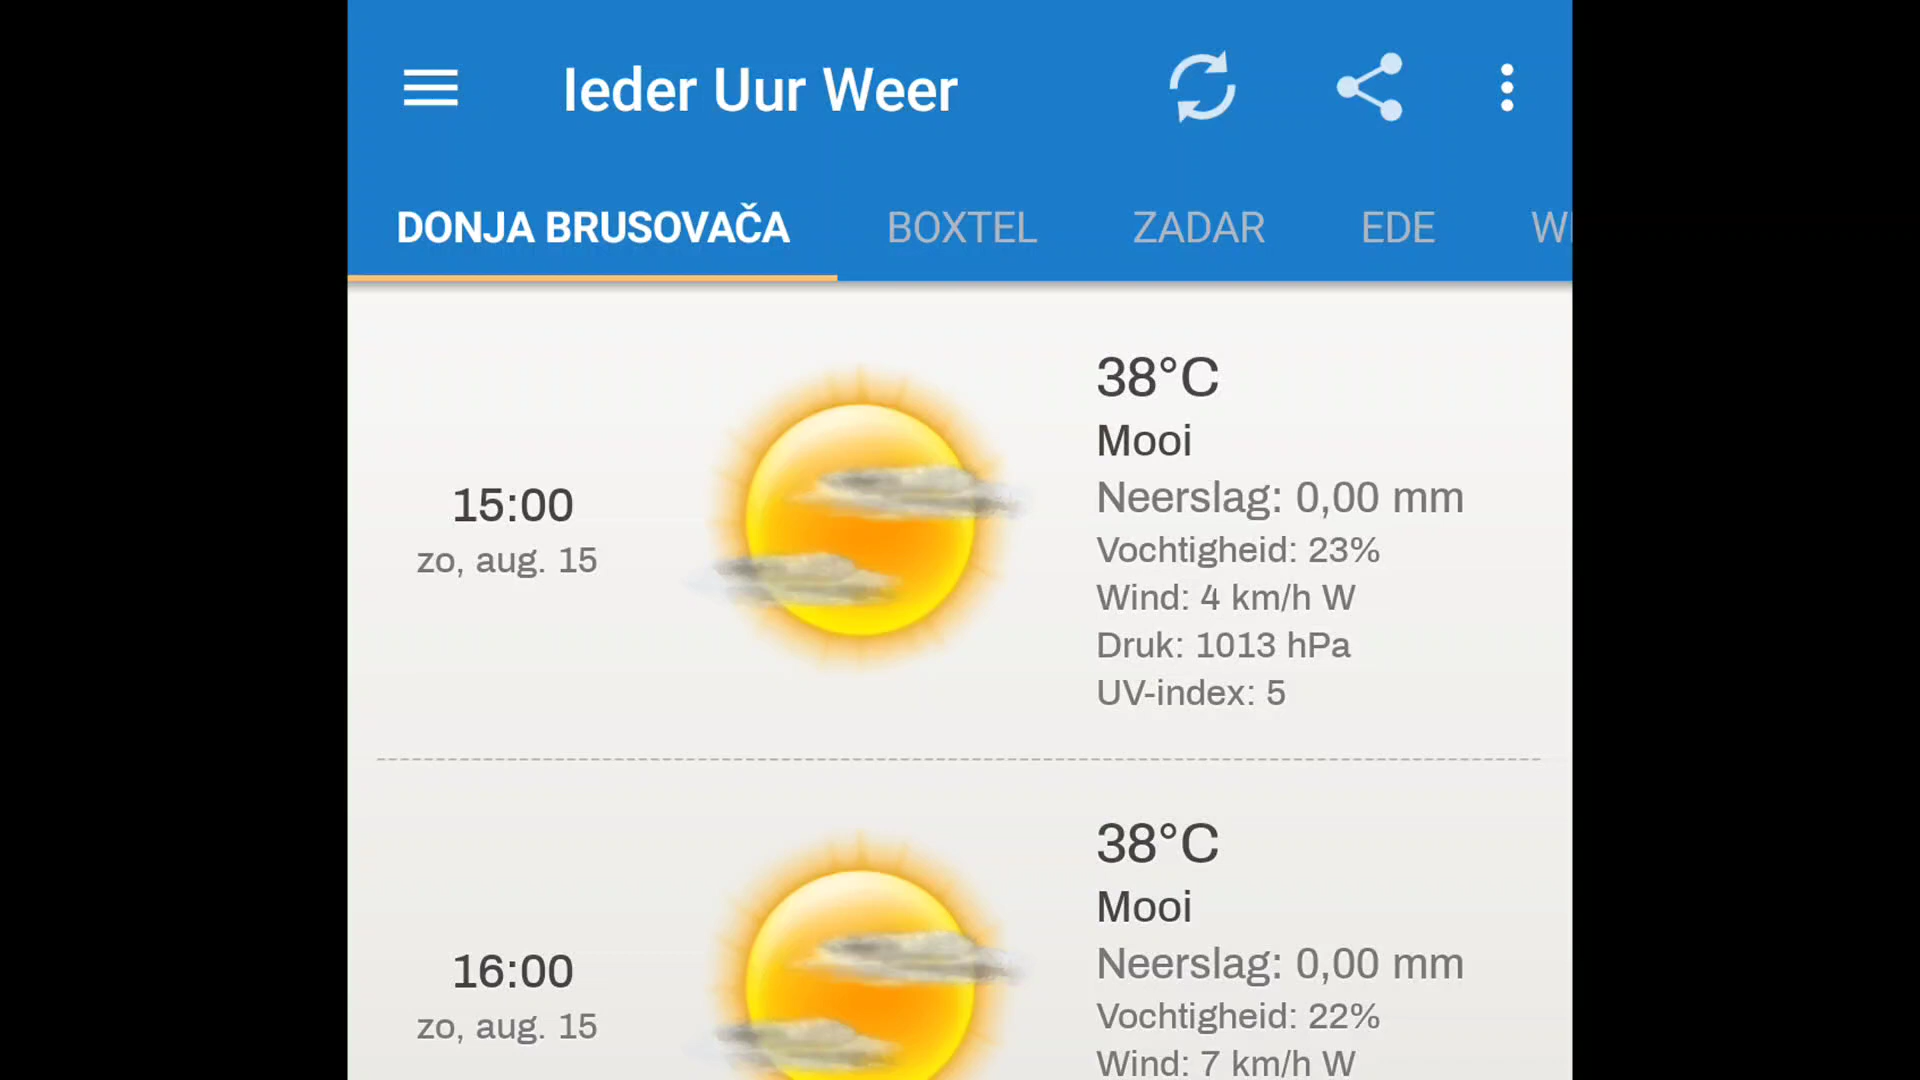 Ieder Uur Weer
DONJA BRUSOVAČA BOXTEL ZADAR EDE
15:00
zo, aug. 15
38°C
Mooi
Neerslag: 0,00 mm
Vochtigheid: 23%
Wind: 4 km/h W
Druk: 1013 hPa
UV-index: 5
16:00
zo, aug. 15
38°C
Mooi
Neerslag: 0,00 mm
Vochtigheid: 22%
Wind: 7 km/h W